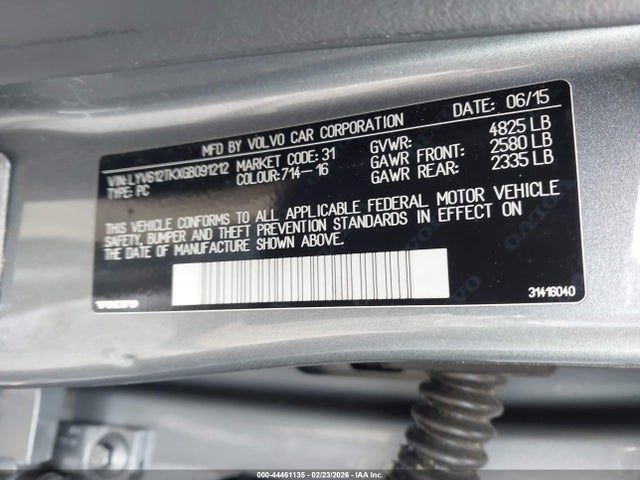 DATE: 06/15
MFD BY VOLVO CAR CORPORATION
VIN:LYV612TKXGB091212 MARKET CODE: 31 GVWR: 4825 LB
TYPE: PC COLOUR:714-16 GAWR FRONT: 2580 LB
GAWR REAR: 2335 LB
THIS VEHICLE CONFORMS TO ALL APPLICABLE FEDERAL MOTOR VEHICLE
SAFETY, BUMPER AND THEFT PREVENTION STANDARDS IN EFFECT ON
THE DATE OF MANUFACTURE SHOWN ABOVE.
VOLVO
31416040
000-44461135 - 02/23/2026 - IAA Inc.